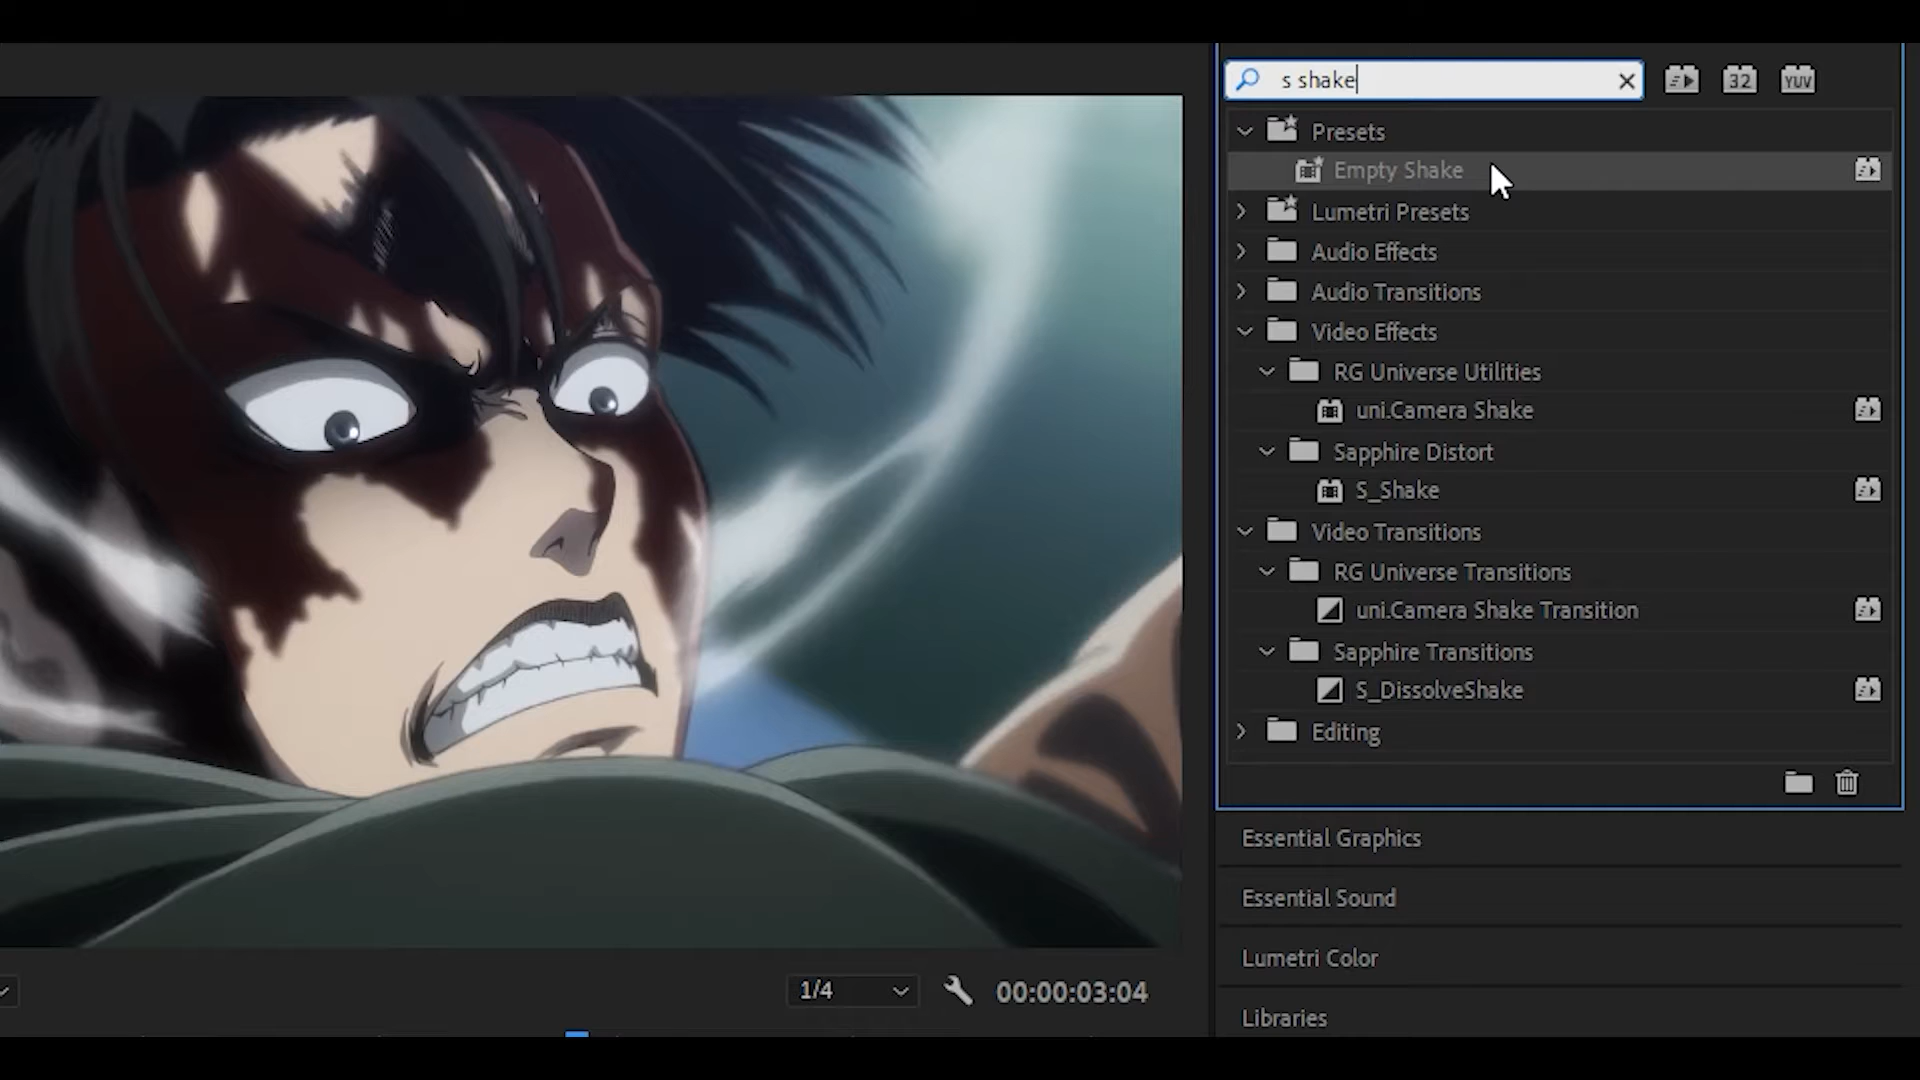 s shake
32
YUV
Presets
Empty Shake
Lumetri Presets
Audio Effects
Audio Transitions
Video Effects
RG Universe Utilities
uni.Camera Shake
Sapphire Distort
S_Shake
Video Transitions
RG Universe Transitions
uni.Camera Shake Transition
Sapphire Transitions
S_DissolveShake
Editing
Essential Graphics
Essential Sound
Lumetri Color
Libraries
1/4
00:00:03:04